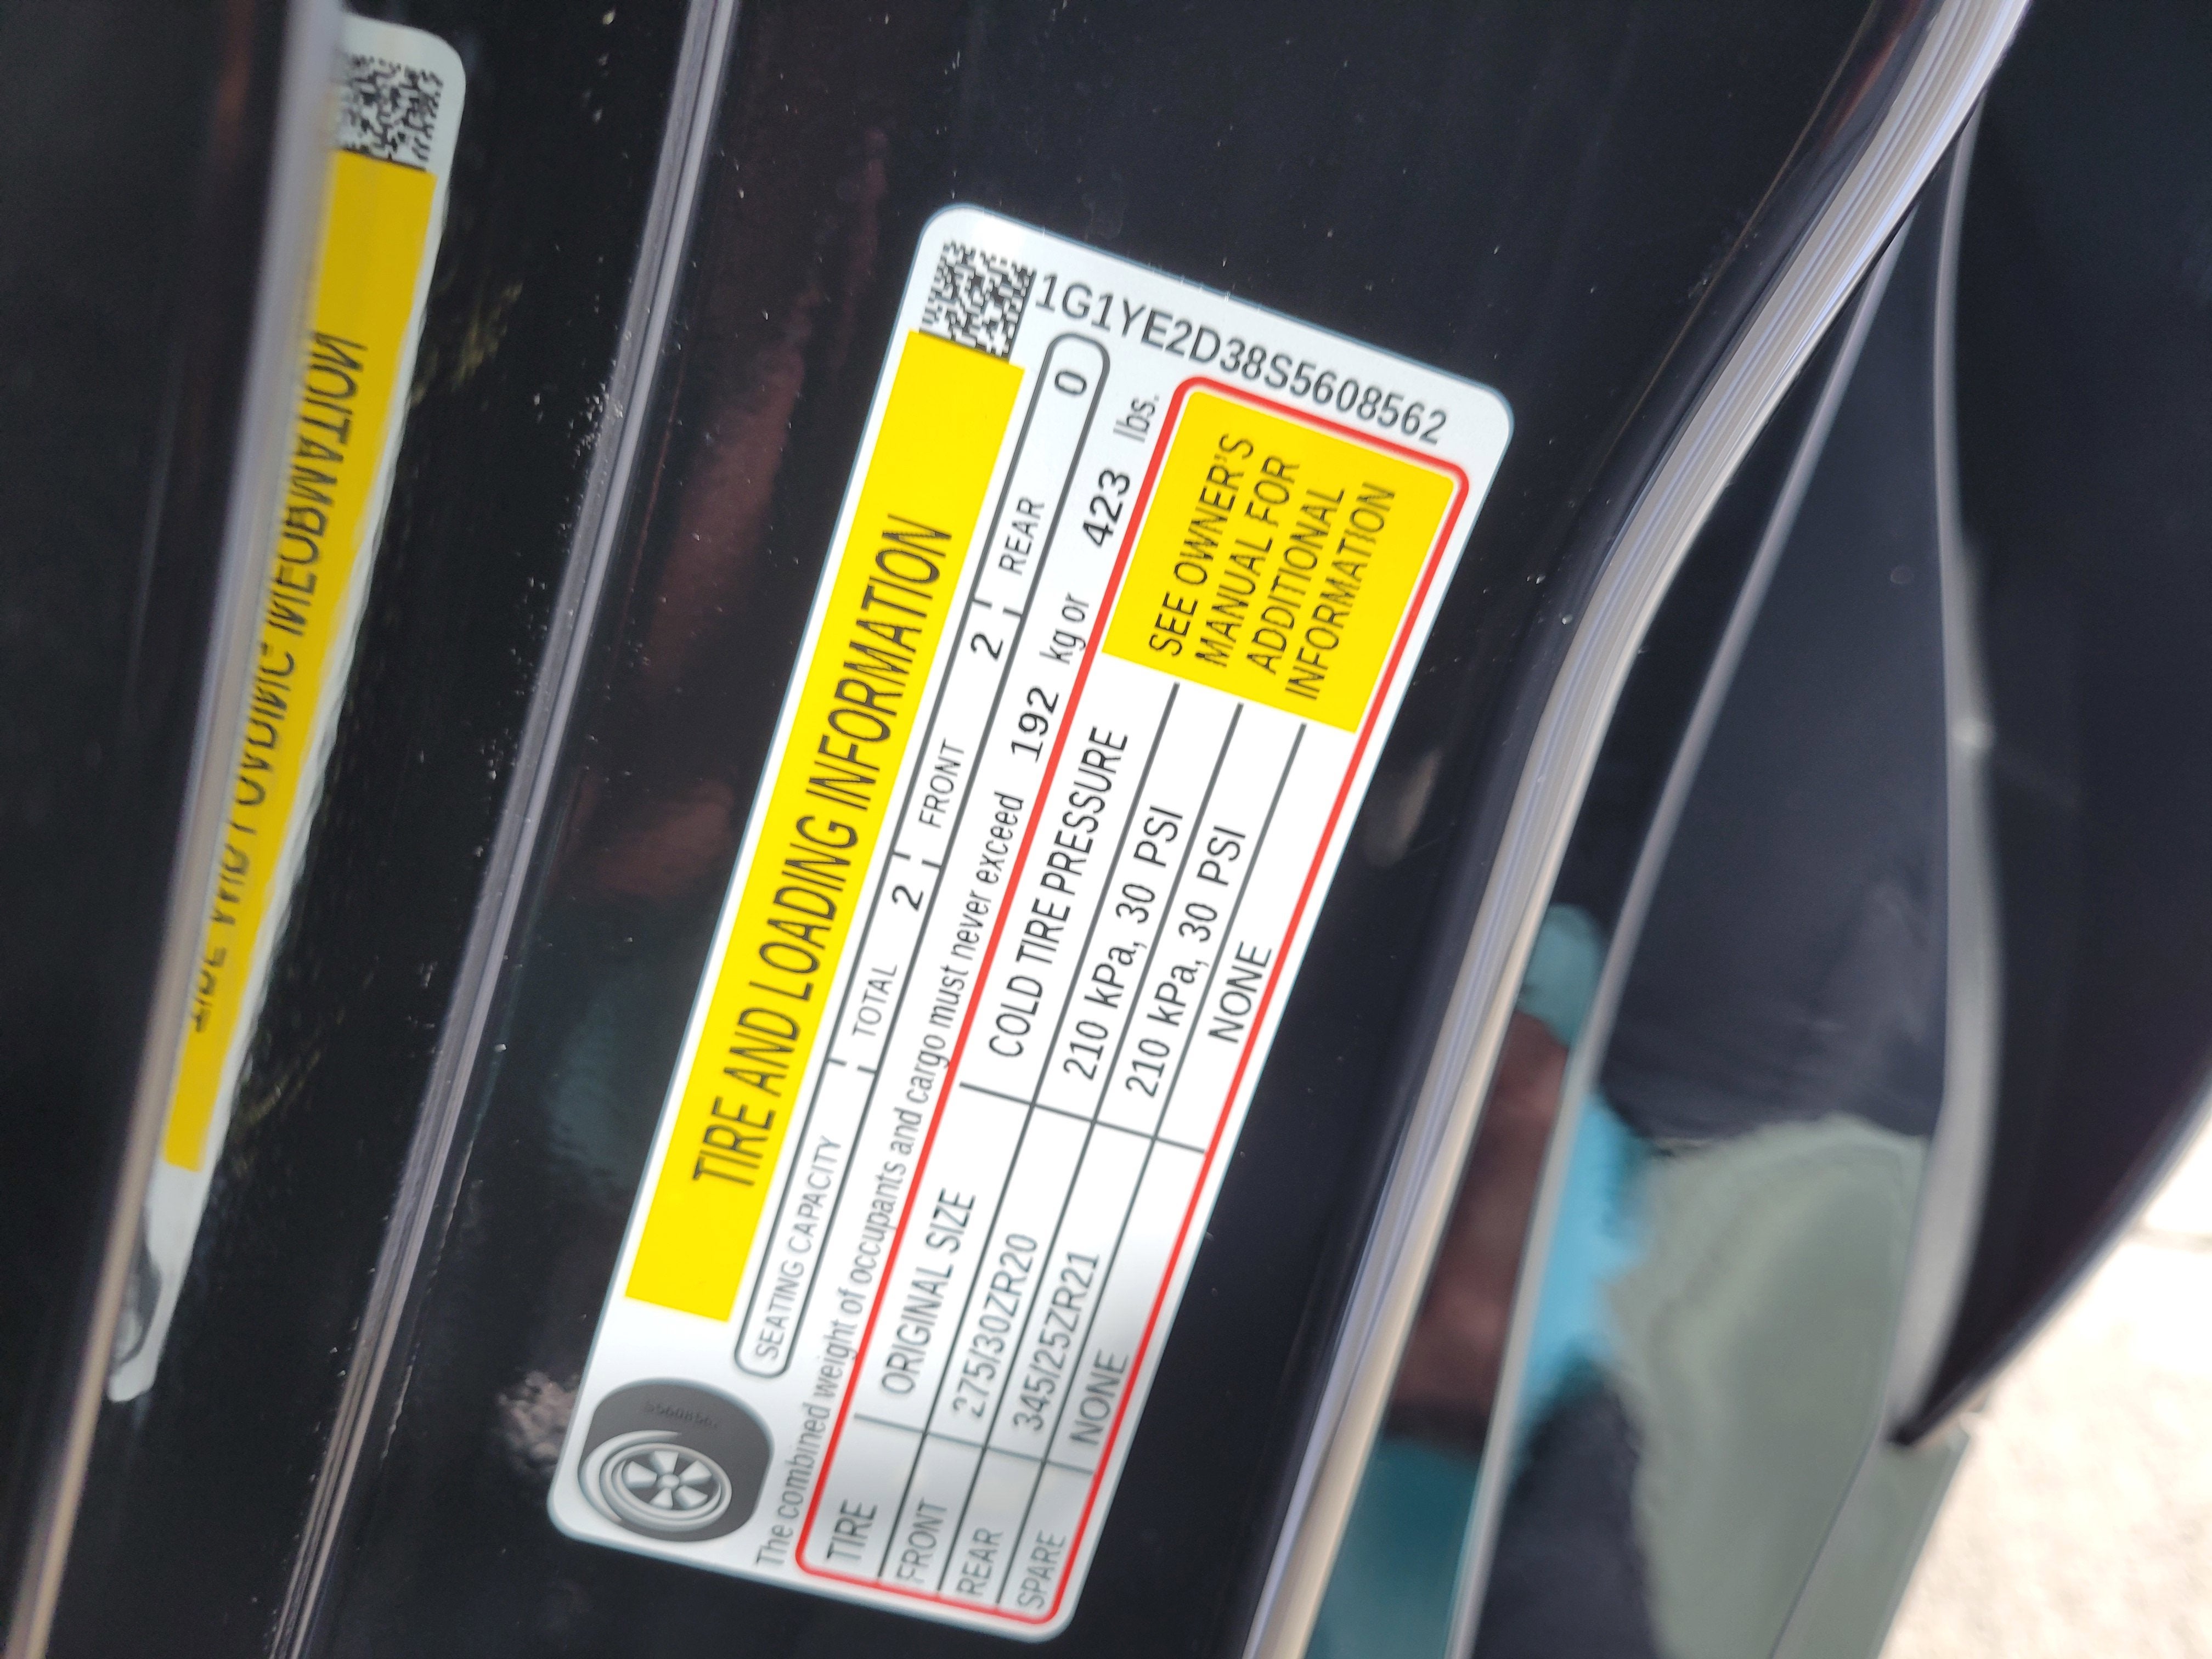 TIRE AND LOADING INFORMATION
SEATING CAPACITY TOTAL 2 FRONT 2 REAR 0
The combined weight of occupants and cargo must never exceed 192 kg or 423 lbs.
TIRE ORIGINAL SIZE COLD TIRE PRESSURE
FRONT 275/30ZR20 210 kPa, 30 PSI
REAR 345/25ZR21 210 kPa, 30 PSI
SPARE NONE NONE
SEE OWNER'S
MANUAL FOR
ADDITIONAL
INFORMATION
1G1YE2D38S5608562
S5608562